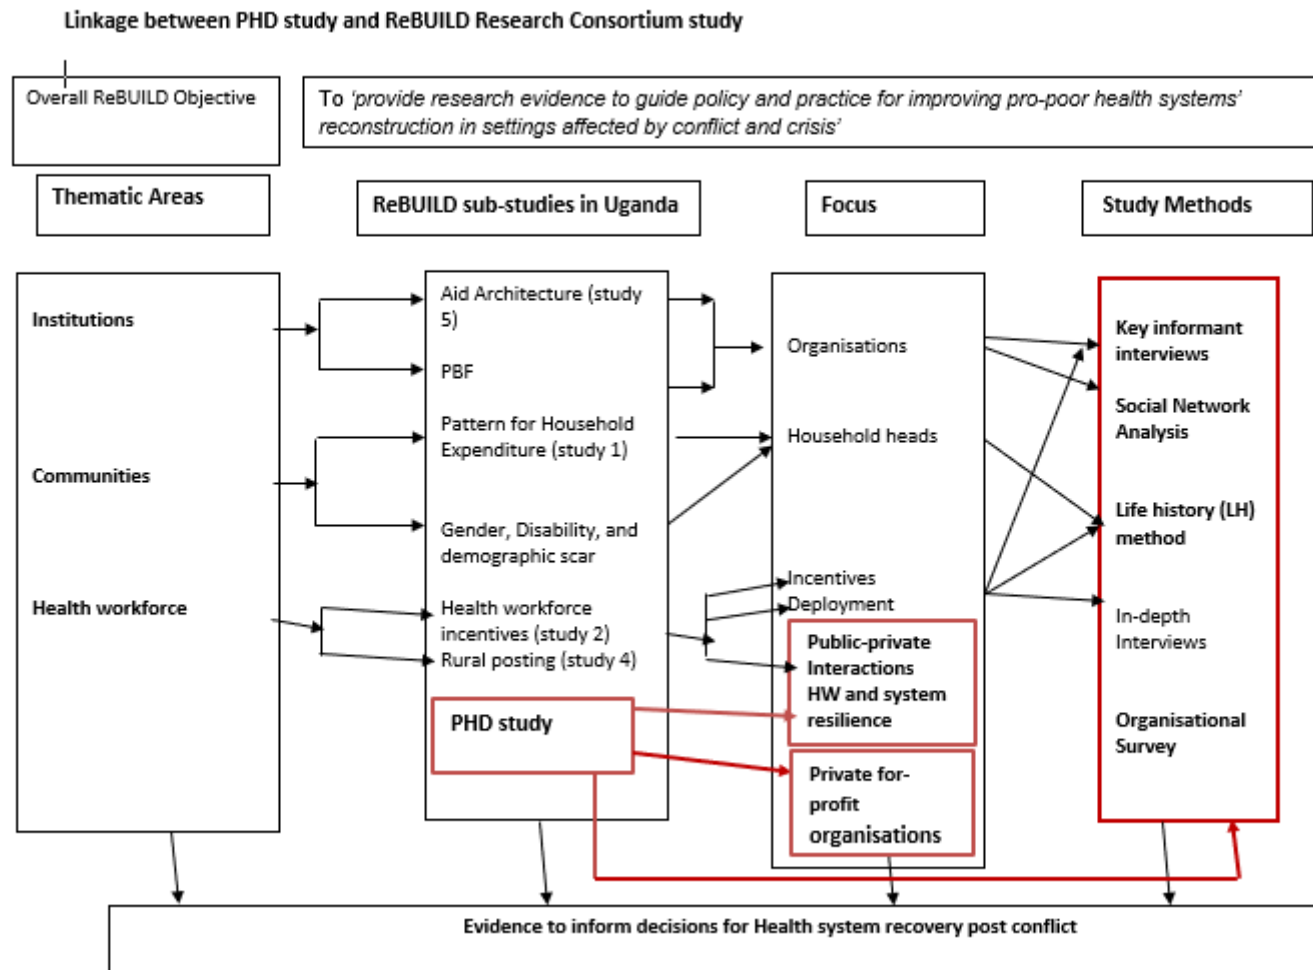 Linkage between PHD study and ReBUILD Research Consortium study
Overall ReBUILD Objective
To ‘provide research evidence to guide policy and practice for improving pro-poor health systems’
reconstruction in settings affected by conflict and crisis’
Thematic Areas
ReBUILD sub-studies in Uganda
Focus
Study Methods
Institutions
Communities
Health workforce
Aid Architecture (study
5)
PBF
Pattern for Household
Expenditure (study 1)
Gender, Disability, and
demographic scar
Health workforce
incentives (study 2)
Rural posting (study 4)
PHD study
Organisations
Household heads
Incentives
Deployment
Public-private
Interactions
HW and system
resilience
Private for-
profit
organisations
Key informant
interviews
Social Network
Analysis
Life history (LH)
method
In-depth
Interviews
Organisational
Survey
Evidence to inform decisions for Health system recovery post conflict